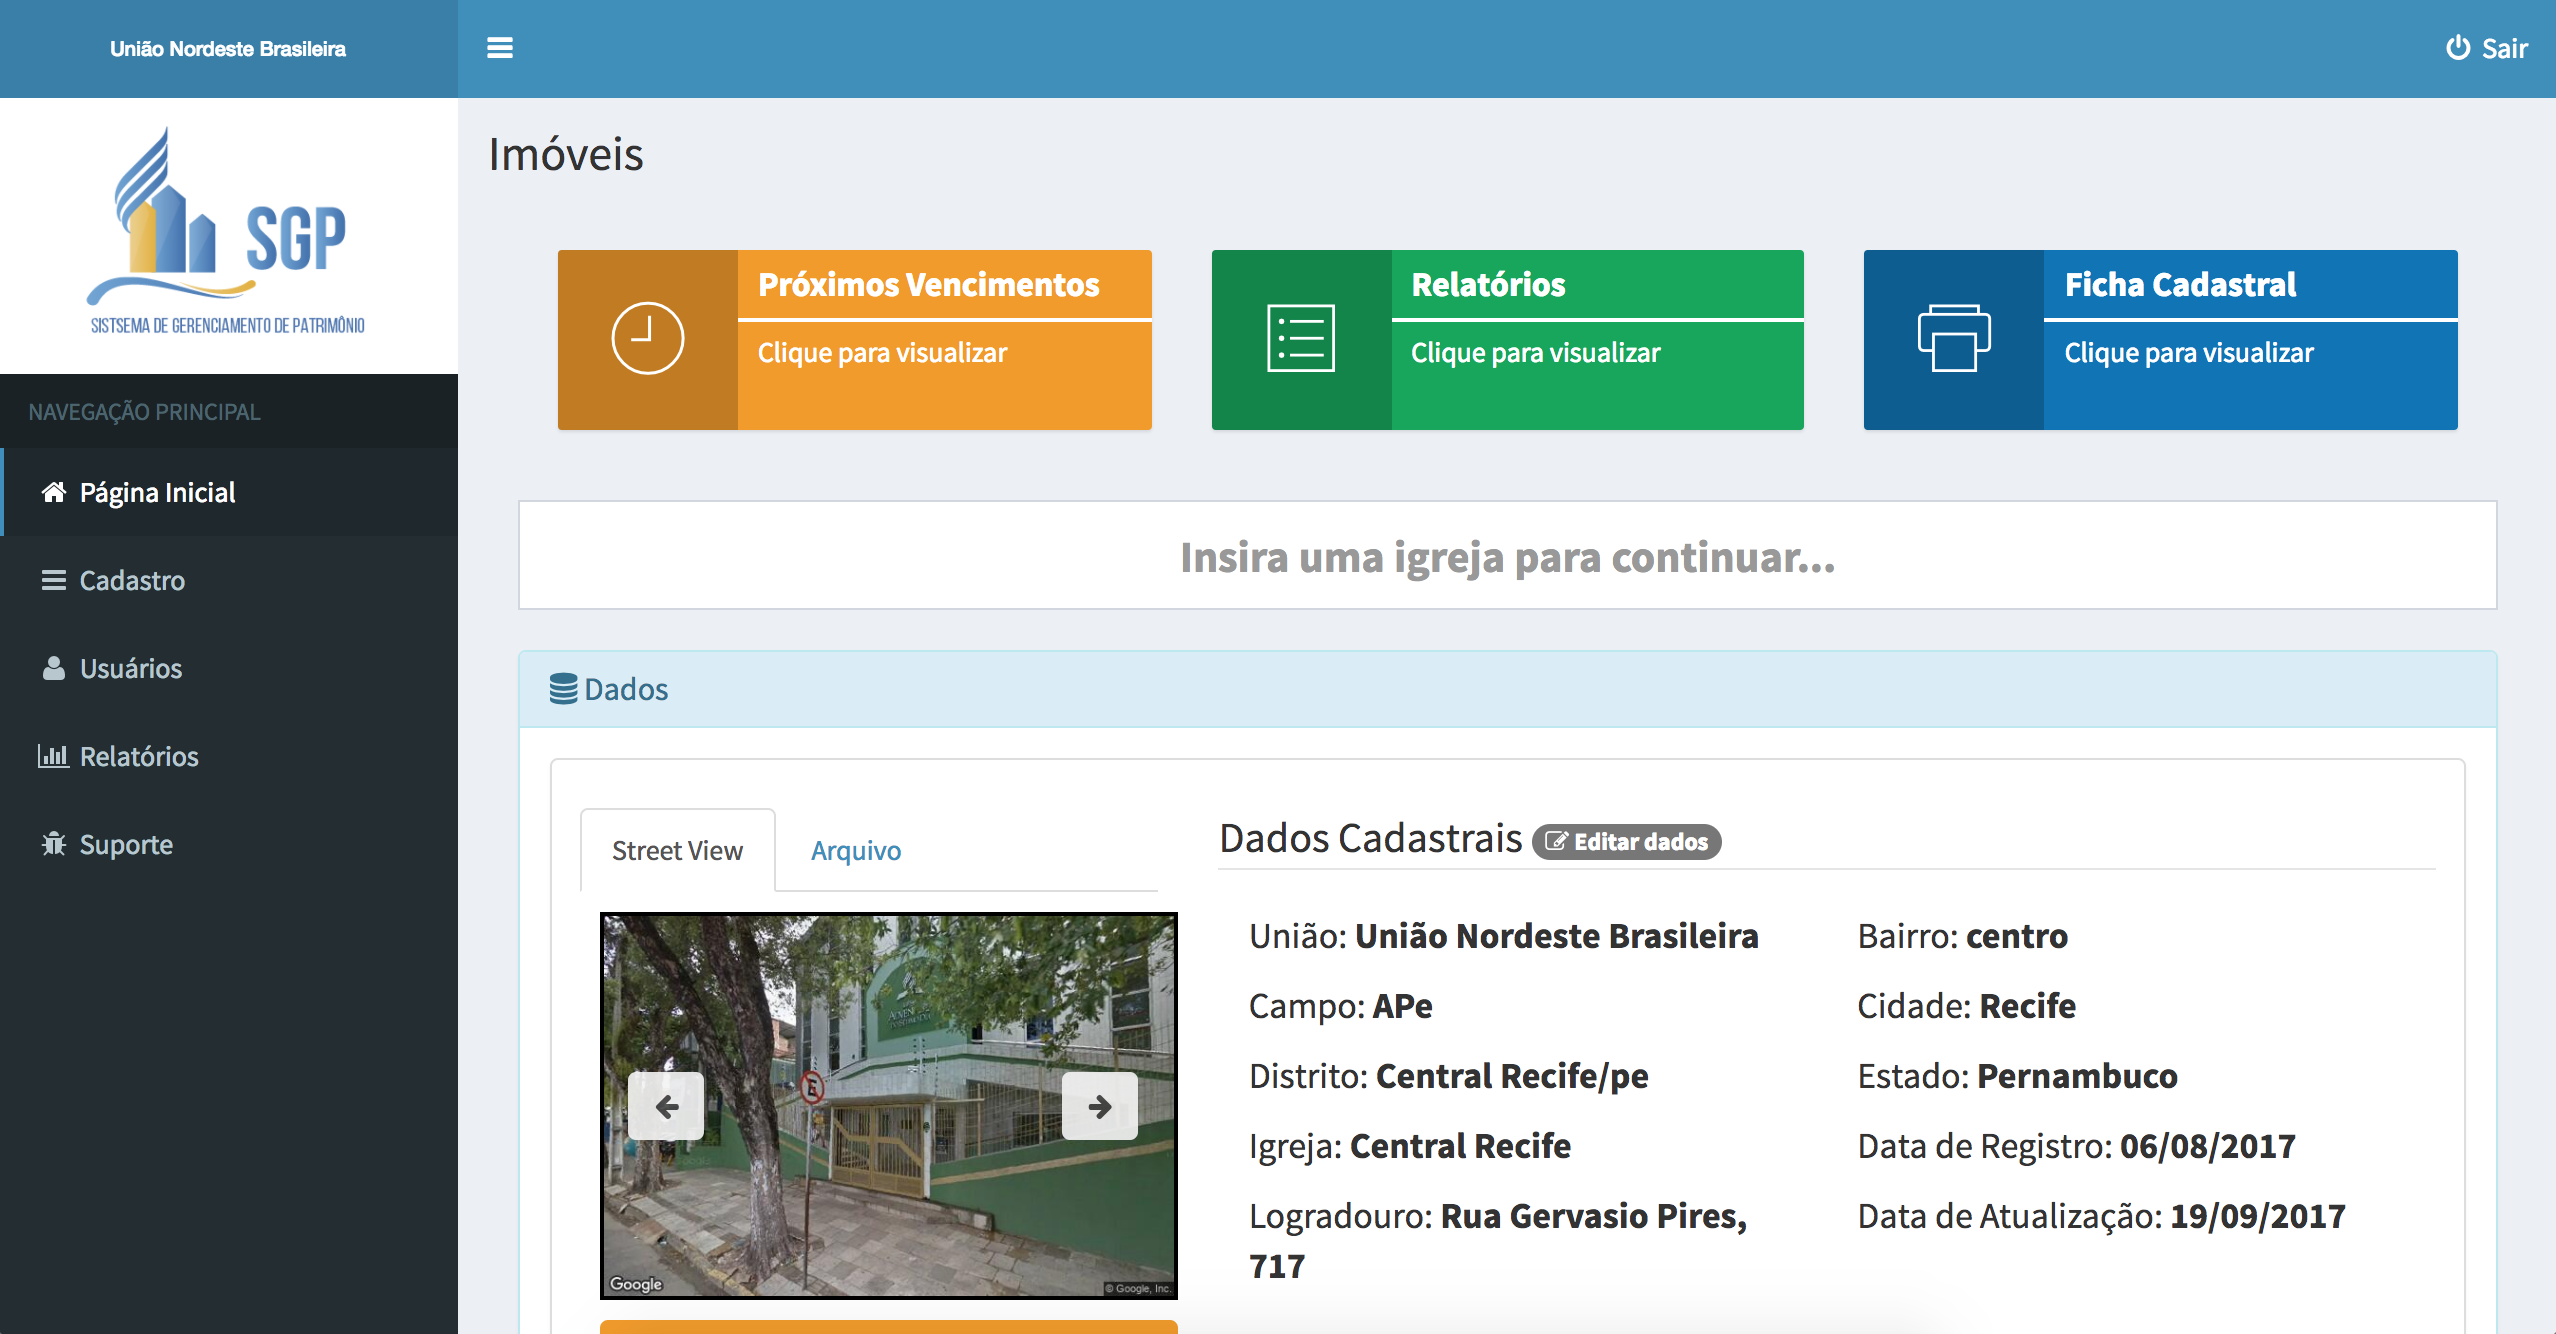 União Nordeste Brasileira
Sair
SGP
SISTSEMA DE GERENCIAMENTO DE PATRIMÔNIO
NAVEGAÇÃO PRINCIPAL
Página Inicial
Cadastro
Usuários
Relatórios
Suporte
Imóveis
Próximos Vencimentos
Clique para visualizar
Relatórios
Clique para visualizar
Ficha Cadastral
Clique para visualizar
Insira uma igreja para continuar...
Dados
Street View
Arquivo
Google
© Google, Inc.
Dados Cadastrais Editar dados
União: União Nordeste Brasileira
Campo: APe
Distrito: Central Recife/pe
Igreja: Central Recife
Logradouro: Rua Gervasio Pires,
717
Bairro: centro
Cidade: Recife
Estado: Pernambuco
Data de Registro: 06/08/2017
Data de Atualização: 19/09/2017